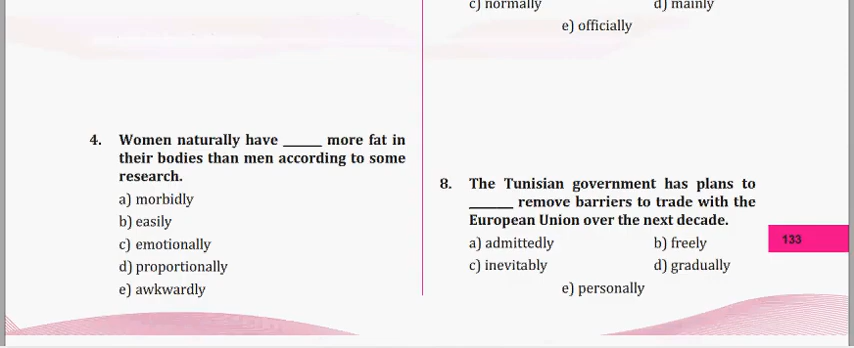 4. Women naturally have ______ more fat in
their bodies than men according to some
research.
a) morbidly
b) easily
c) emotionally
d) proportionally
e) awkwardly
c) normally d) mainly
e) officially
8. The Tunisian government has plans to
_______ remove barriers to trade with the
European Union over the next decade.
a) admittedly b) freely
c) inevitably d) gradually
e) personally
133